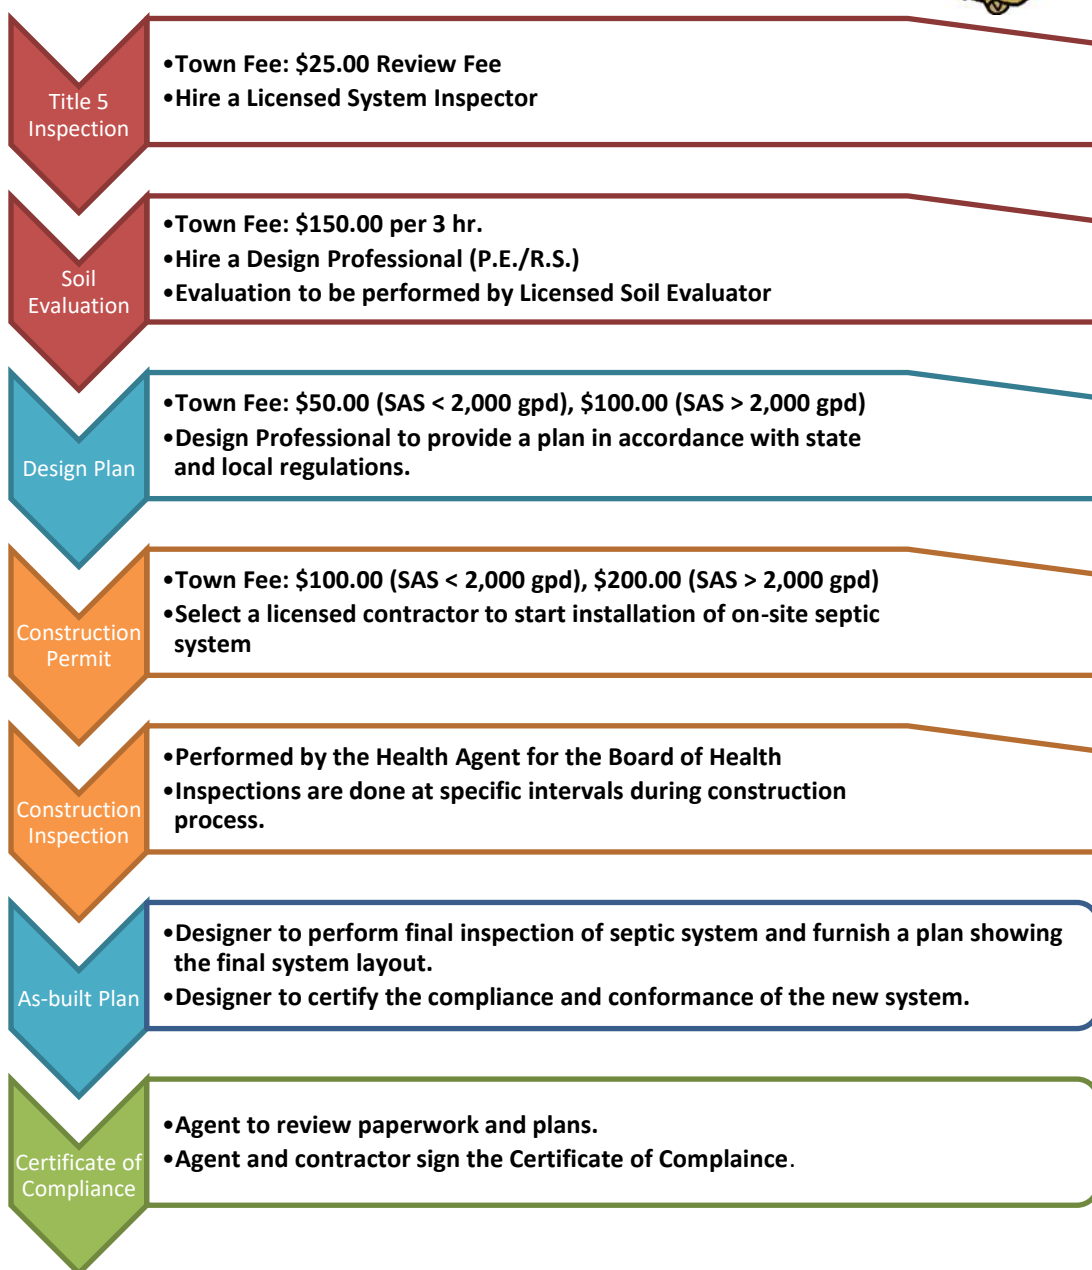 Title 5
Inspection
•Town Fee: $25.00 Review Fee
•Hire a Licensed System Inspector
Soil
Evaluation
•Town Fee: $150.00 per 3 hr.
•Hire a Design Professional (P.E./R.S.)
•Evaluation to be performed by Licensed Soil Evaluator
Design Plan
•Town Fee: $50.00 (SAS < 2,000 gpd), $100.00 (SAS > 2,000 gpd)
•Design Professional to provide a plan in accordance with state
and local regulations.
Construction
Permit
•Town Fee: $100.00 (SAS < 2,000 gpd), $200.00 (SAS > 2,000 gpd)
•Select a licensed contractor to start installation of on-site septic
system
Construction
Inspection
•Performed by the Health Agent for the Board of Health
•Inspections are done at specific intervals during construction
process.
As-built Plan
•Designer to perform final inspection of septic system and furnish a plan showing
the final system layout.
•Designer to certify the compliance and conformance of the new system.
Certificate of
Compliance
•Agent to review paperwork and plans.
•Agent and contractor sign the Certificate of Complaince.